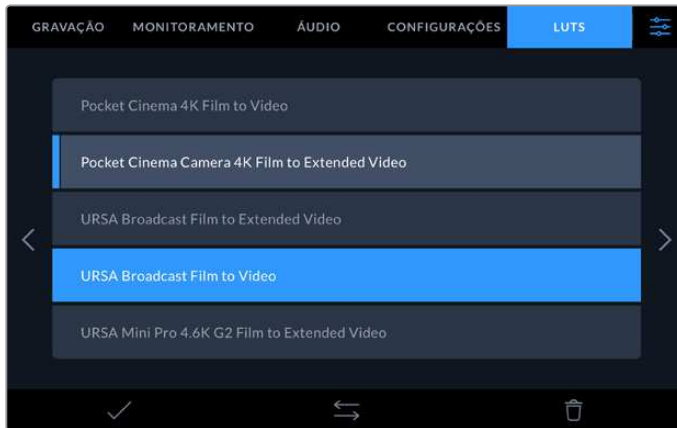 GRAVAÇÃO MONITORAMENTO ÁUDIO CONFIGURAÇÕES LUTS
Pocket Cinema 4K Film to Video
Pocket Cinema Camera 4K Film to Extended Video
URSA Broadcast Film to Extended Video
URSA Broadcast Film to Video
URSA Mini Pro 4.6K G2 Film to Extended Video